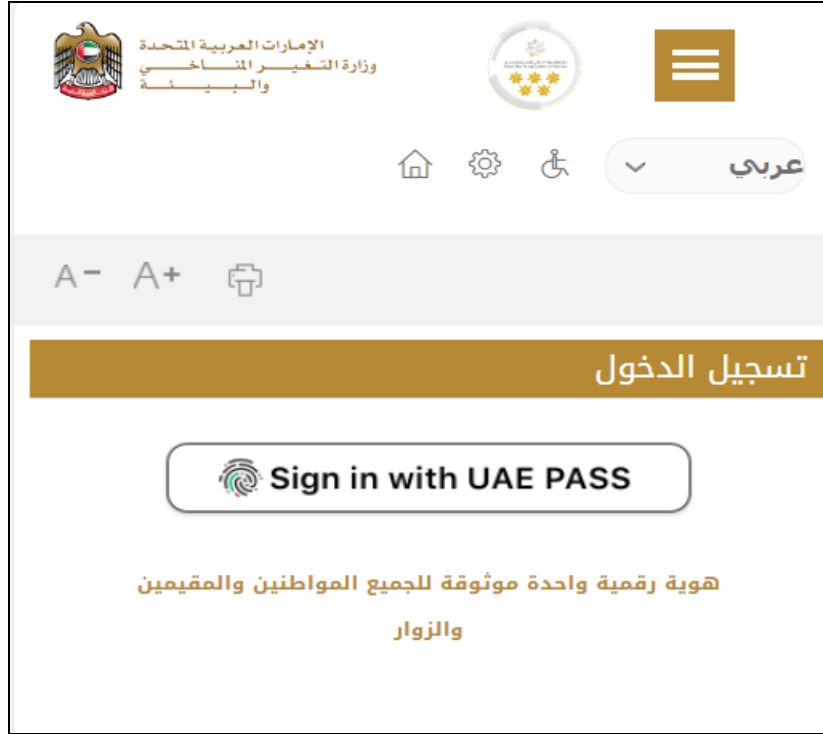 الإمارات العربية المتحدة
وزارة التغير المناخي
والبيئة
عربي
A- A+
تسجيل الدخول
Sign in with UAE PASS
هوية رقمية واحدة موثوقة للجميع المواطنين والمقيمين
والزوار